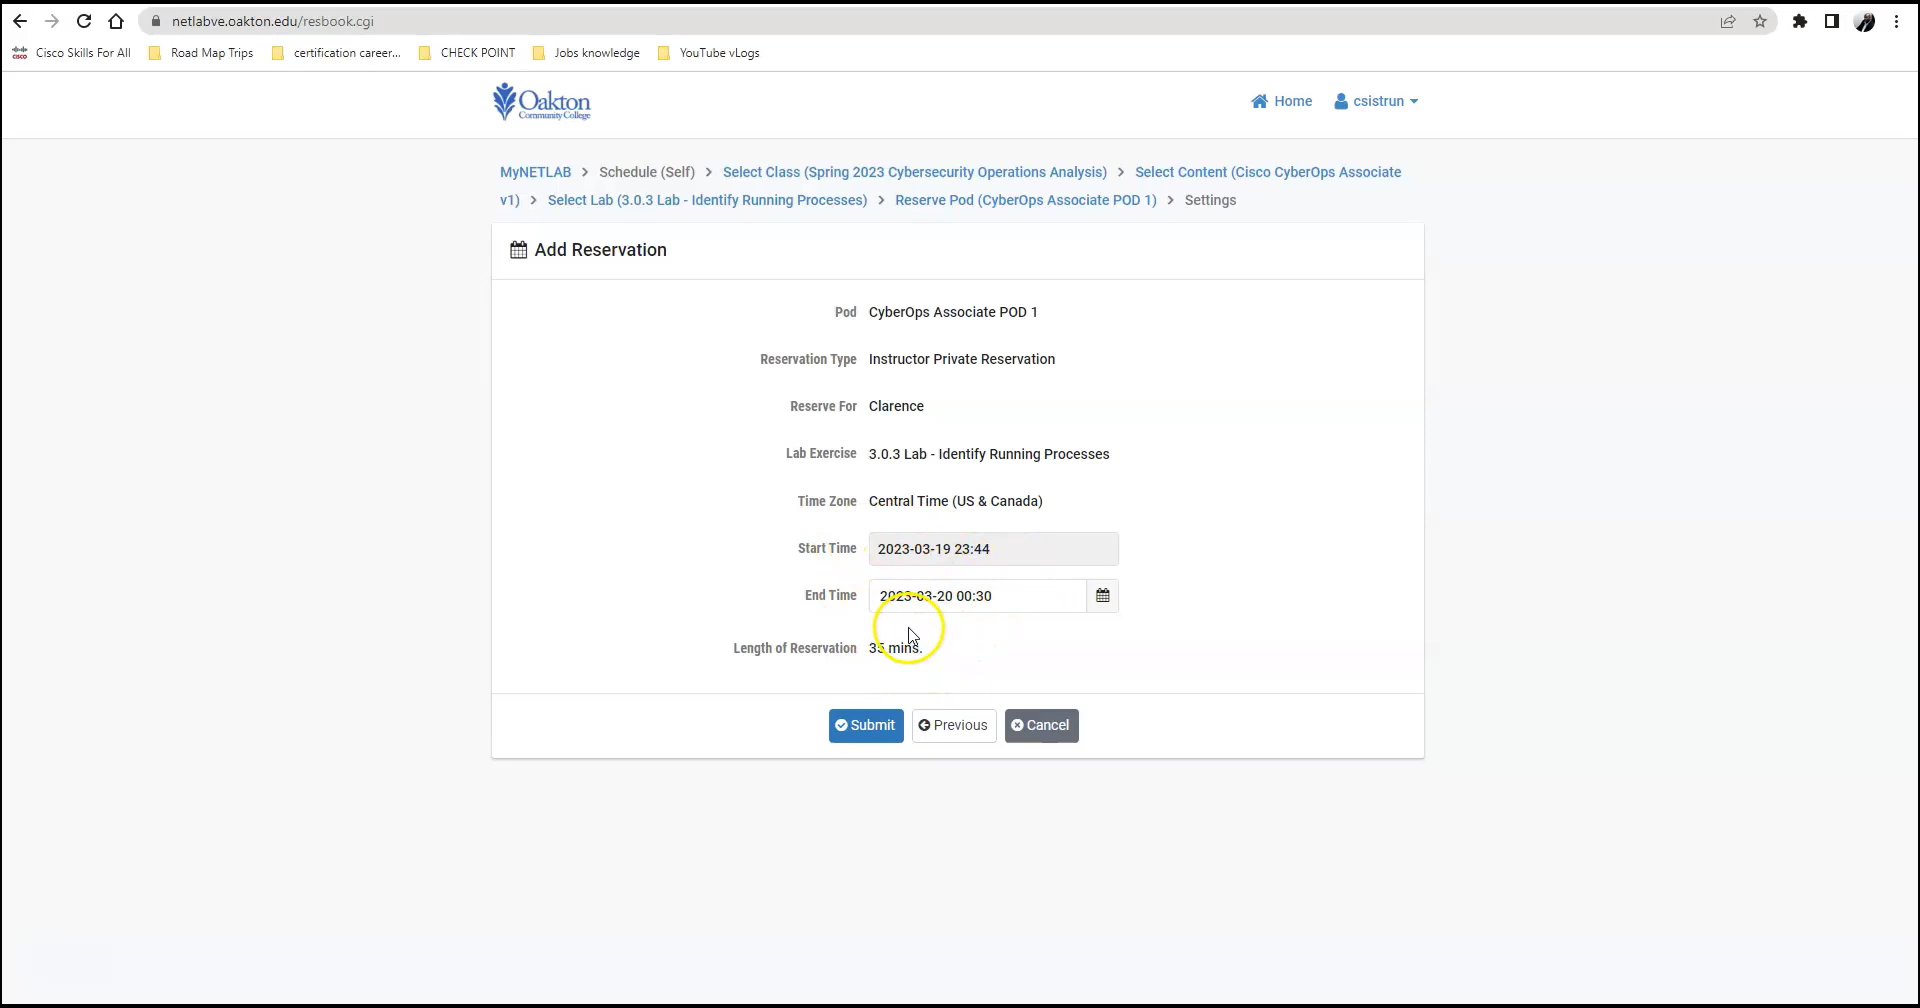 netlabve.oakton.edu/resbook.cgi
Cisco Skills For All Road Map Trips certification career... CHECK POINT Jobs knowledge YouTube vLogs
Oakton
Community College
Home csistrun
MyNETLAB > Schedule (Self) > Select Class (Spring 2023 Cybersecurity Operations Analysis) > Select Content (Cisco CyberOps Associate
v1) > Select Lab (3.0.3 Lab - Identify Running Processes) > Reserve Pod (CyberOps Associate POD 1) > Settings
Add Reservation
Pod CyberOps Associate POD 1
Reservation Type Instructor Private Reservation
Reserve For Clarence
Lab Exercise 3.0.3 Lab - Identify Running Processes
Time Zone Central Time (US & Canada)
Start Time 2023-03-19 23:44
End Time 2023-03-20 00:30
Length of Reservation 35 mins.
Submit Previous Cancel